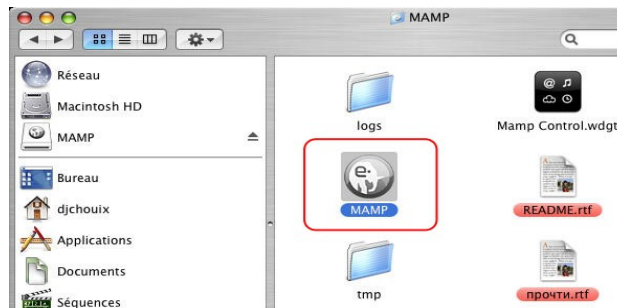 MAMP
Réseau
Macintosh HD
MAMP
Bureau
djchouix
Applications
Documents
Séquences
logs
Mamp Control.wdgt
MAMP
README.rtf
tmp
прочти.rtf